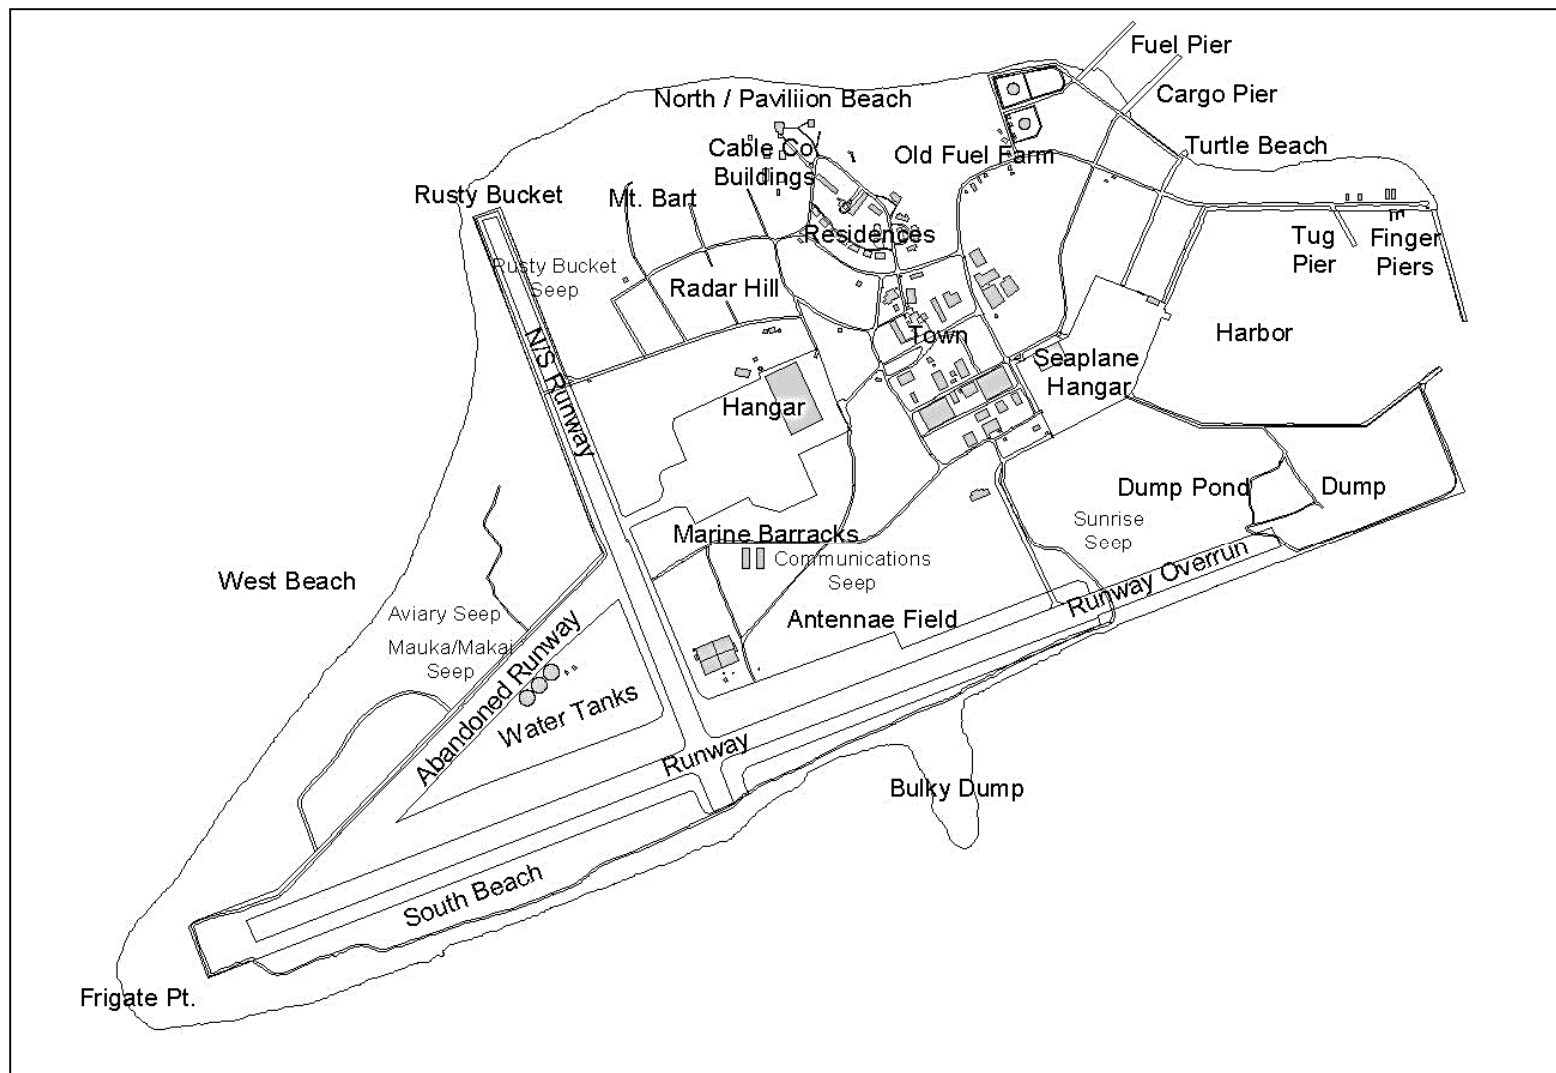 Fuel Pier
North / Paviliion Beach
Cargo Pier
Cable Co
Buildings
Old Fuel Farm
Turtle Beach
Rusty Bucket
Mt. Bart
Residences
Tug
Pier
Finger
Piers
Rusty Bucket
Seep
Radar Hill
N/S Runway
Town
Harbor
Seaplane
Hangar
Hangar
Dump Pond
Dump
Sunrise
Seep
Marine Barracks
Communications
Seep
West Beach
Runway Overrun
Aviary Seep
Antennae Field
Mauka/Makai
Seep
Abandoned Runway
Water Tanks
Runway
Bulky Dump
South Beach
Frigate Pt.